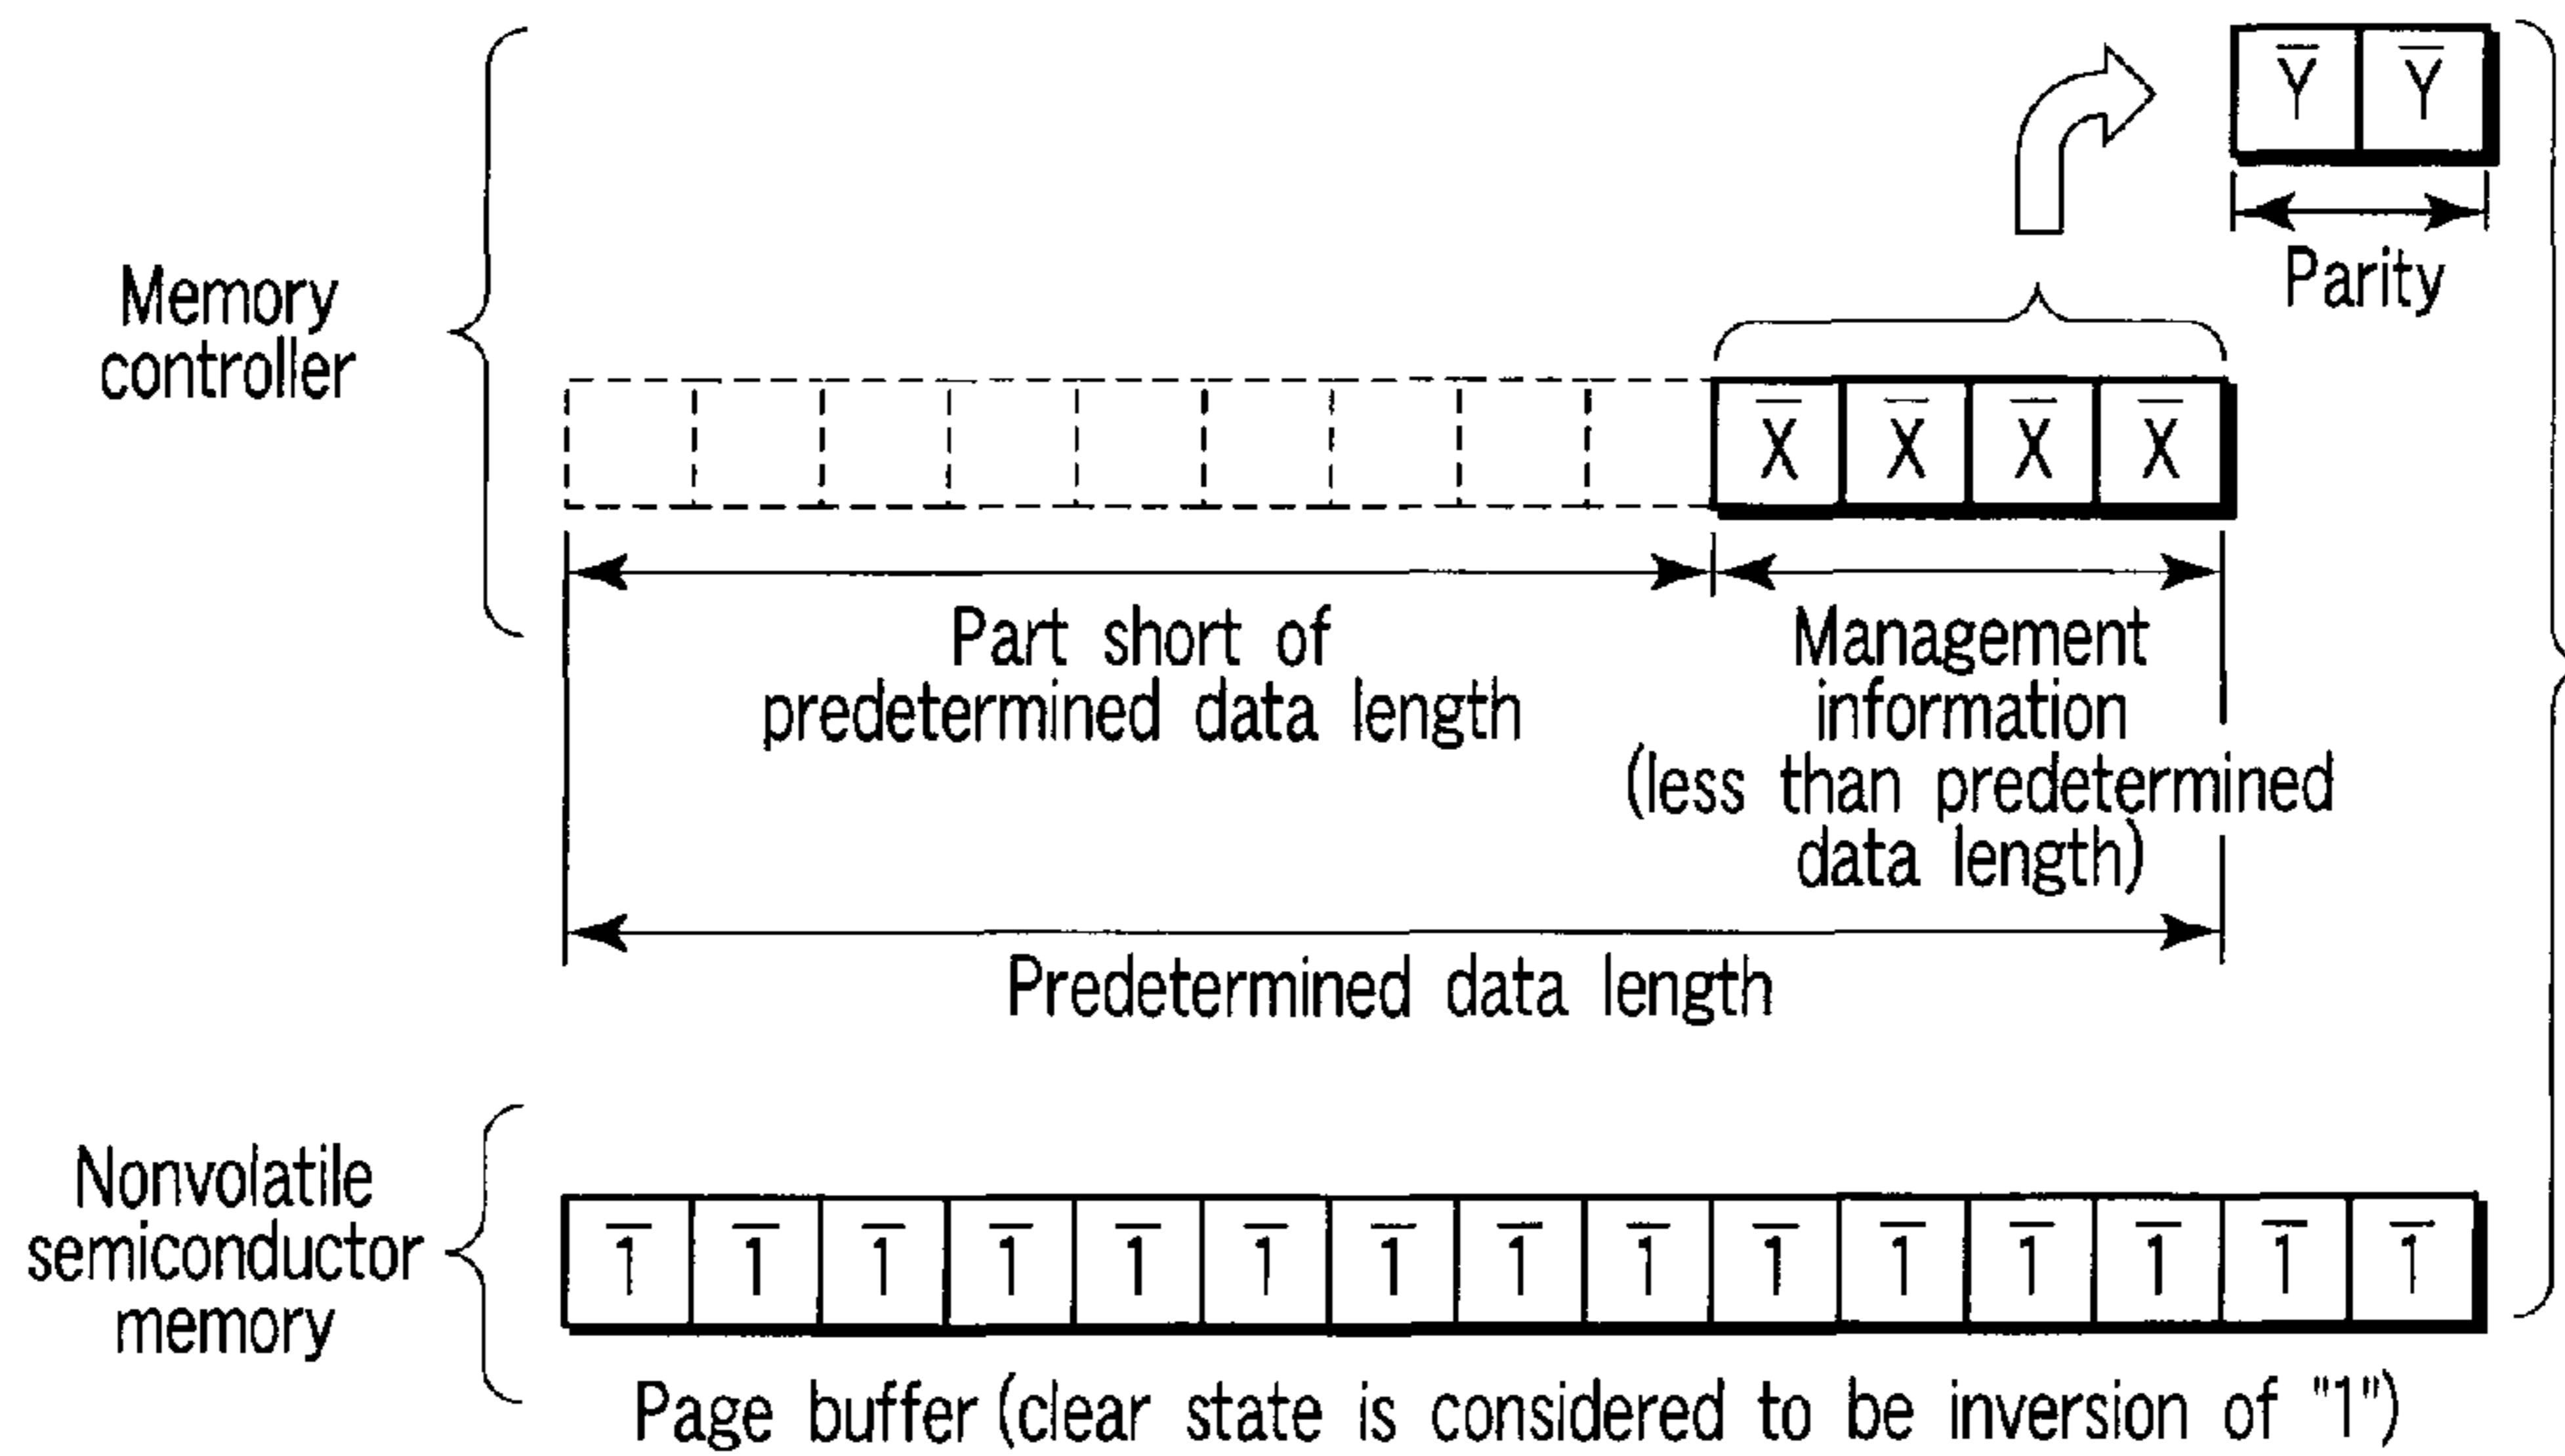 Y̅ Y̅
Parity
Memory
controller
X̅ X̅ X̅ X̅
Part short of
predetermined data length
Management
information
(less than predetermined
data length)
Predetermined data length
Nonvolatile
semiconductor
memory
1̅ 1̅ 1̅ 1̅ 1̅ 1̅ 1̅ 1̅ 1̅ 1̅ 1̅ 1̅ 1̅ 1̅ 1̅
Page buffer (clear state is considered to be inversion of "1")